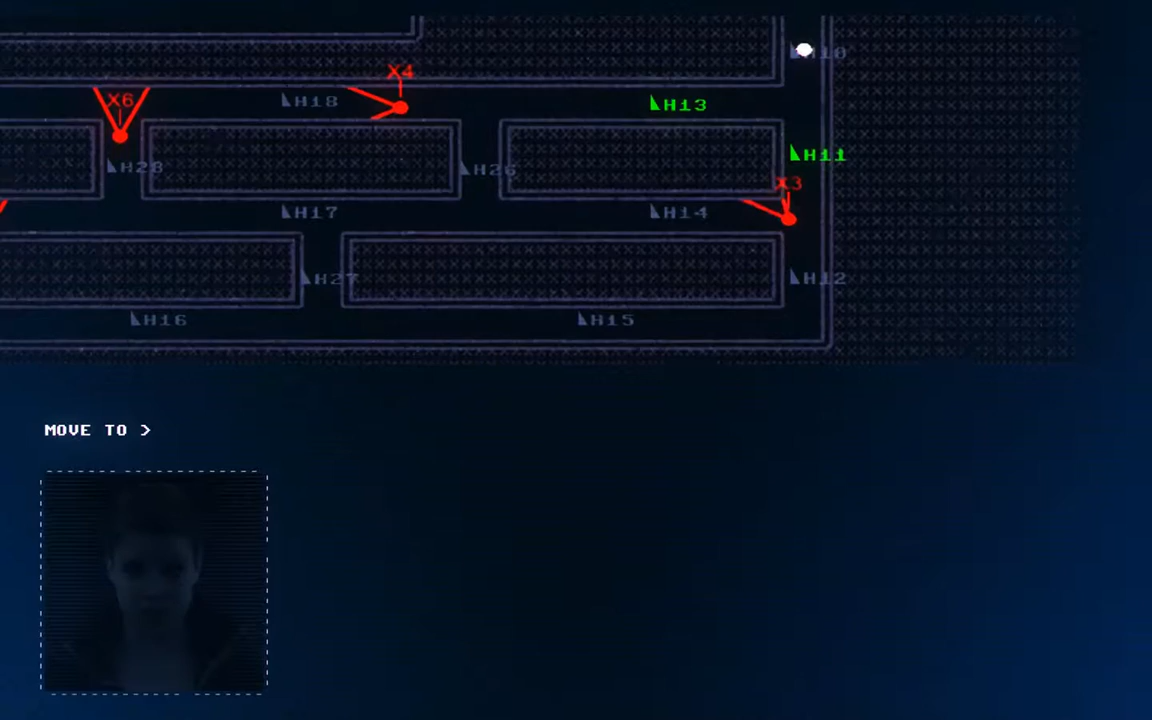 H10
X4
X6
H18
H13
H28
H26
H11
X3
H17
H14
H27
H12
H16
H15
MOVE TO >